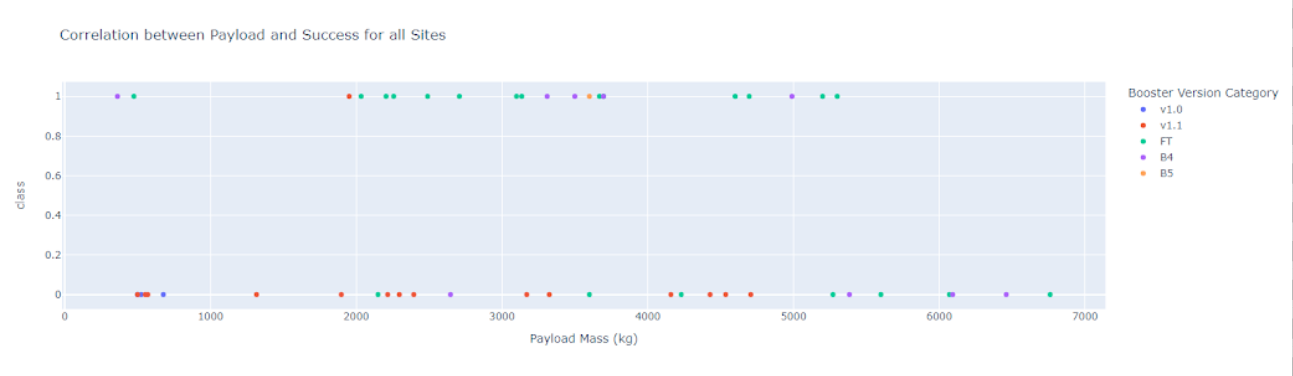 Correlation between Payload and Success for all Sites
Booster Version Category
v1.0
v1.1
FT
B4
B5
class
1
0.8
0.6
0.4
0.2
0
0 1000 2000 3000 4000 5000 6000 7000
Payload Mass (kg)